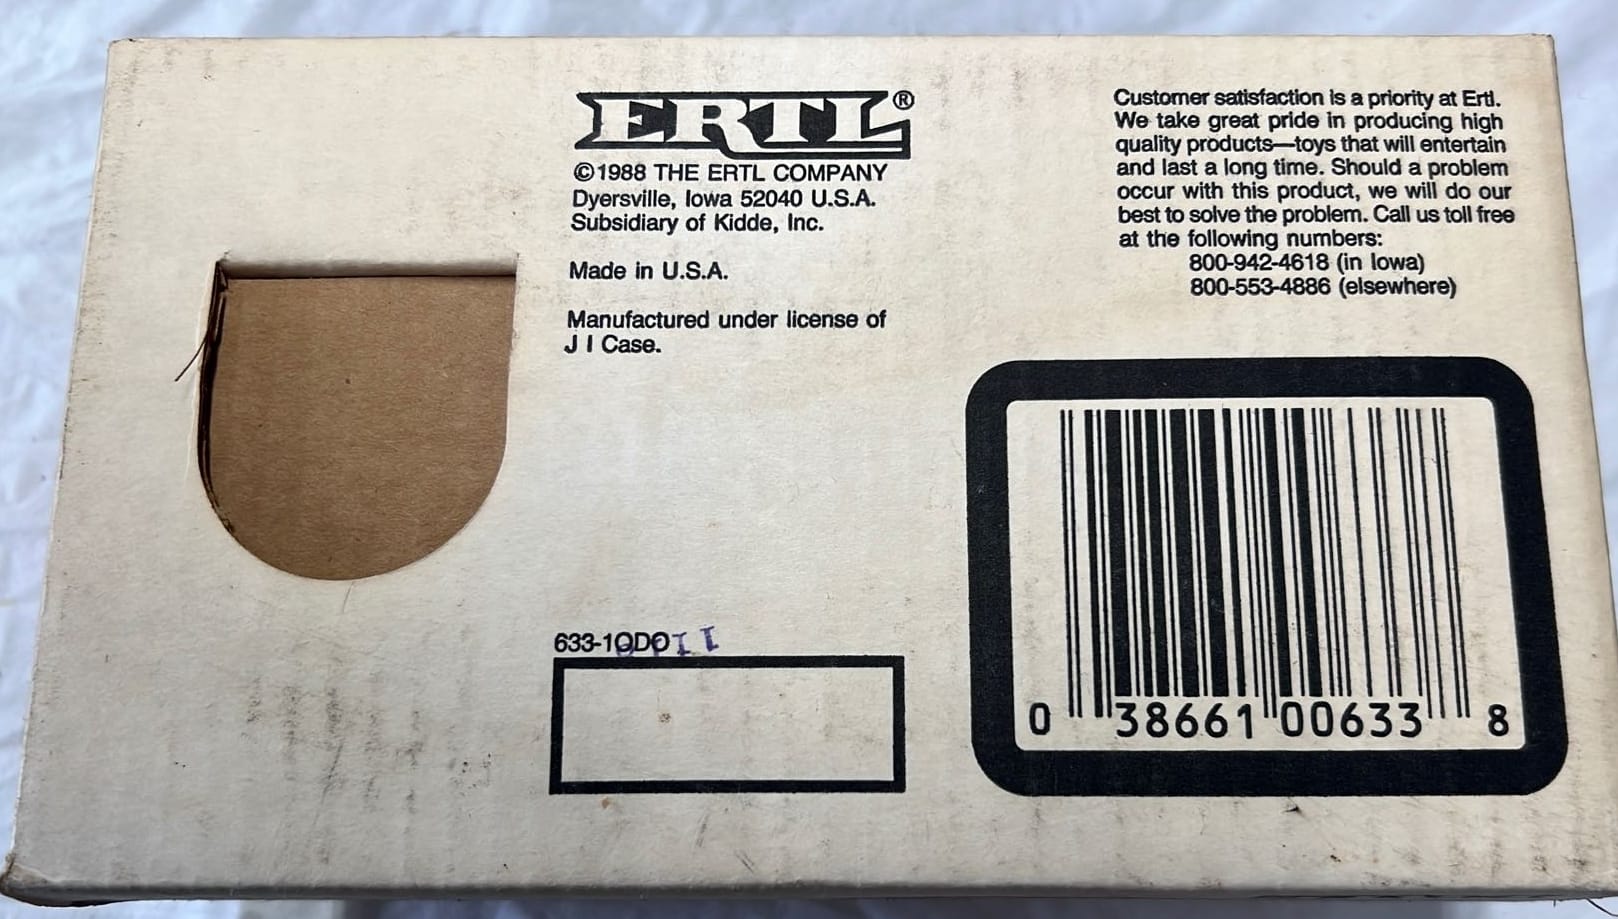 ERTL®
©1988 THE ERTL COMPANY
Dyersville, Iowa 52040 U.S.A.
Subsidiary of Kidde, Inc.
Made in U.S.A.
Manufactured under license of
J I Case.
Customer satisfaction is a priority at Ertl.
We take great pride in producing high
quality products—toys that will entertain
and last a long time. Should a problem
occur with this product, we will do our
best to solve the problem. Call us toll free
at the following numbers:
800-942-4618 (in Iowa)
800-553-4886 (elsewhere)
633-1ODO
0 38661 00633 8